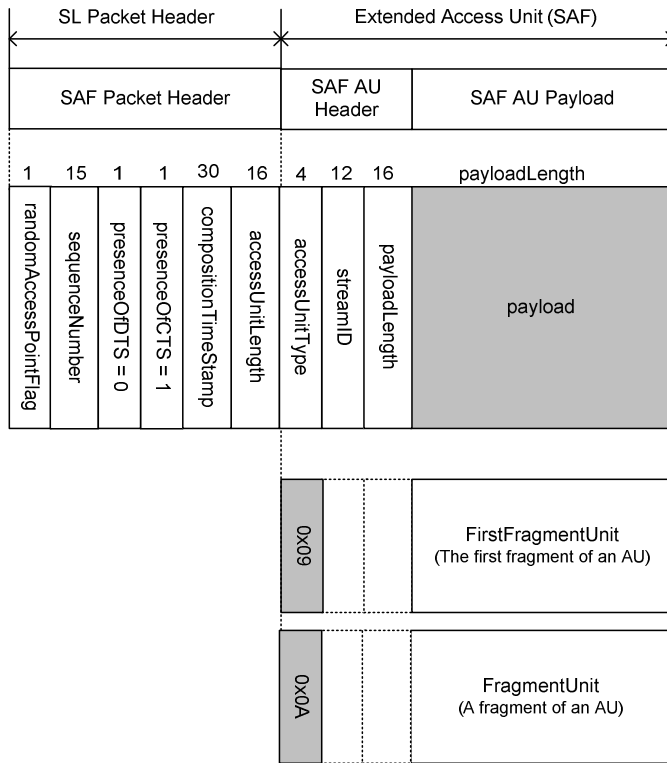 SL Packet Header
Extended Access Unit (SAF)
SAF Packet Header
SAF AU
Header
SAF AU Payload
1 15 1 1 30 16 4 12 16 payloadLength
randomAccessPointFlag
sequenceNumber
presenceOfDTS = 0
presenceOfCTS = 1
compositionTimeStamp
accessUnitLength
accessUnitType
streamID
payloadLength
payload
0x09
FirstFragmentUnit
(The first fragment of an AU)
0x0A
FragmentUnit
(A fragment of an AU)